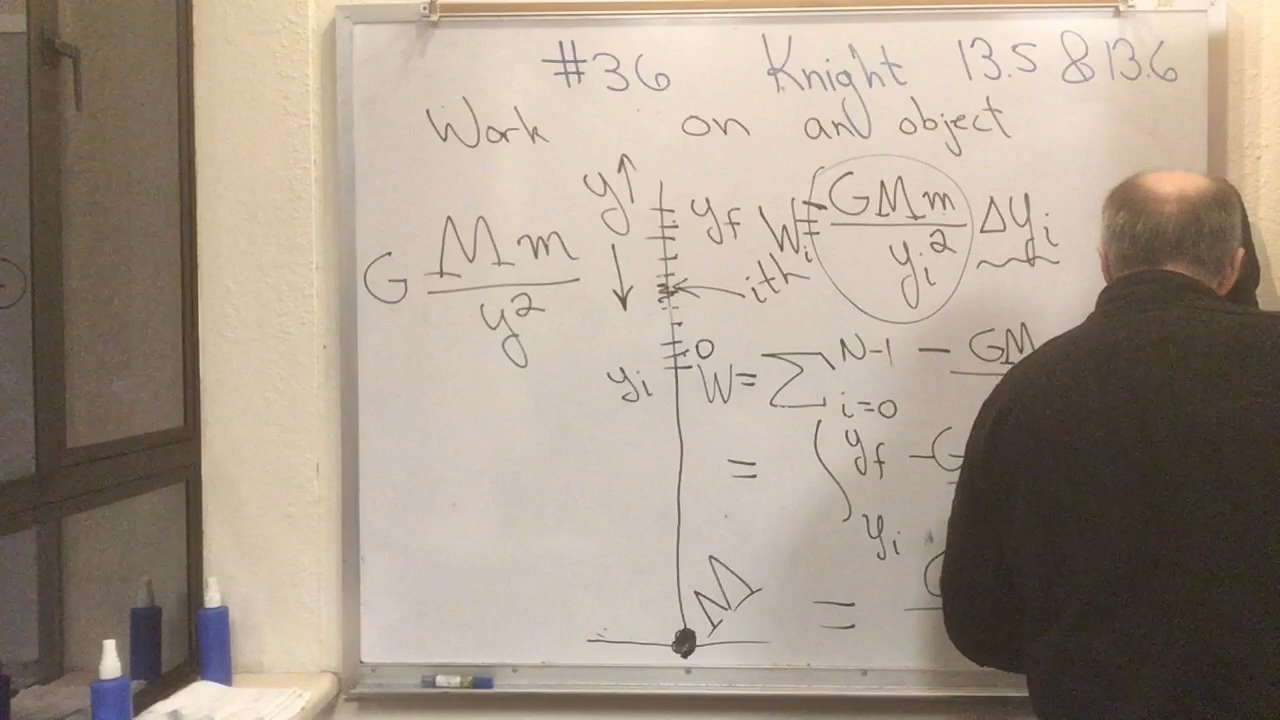 #36 Knight 13.5 & 13.6
Work on an object
y↑ y_f W_i = - GMm / y_i² Δy_i
G Mm / y²
↓ ← ith
0
y_i W = Σ N-1 i=0 - GM
= ∫ y_f y_i -G
M
=